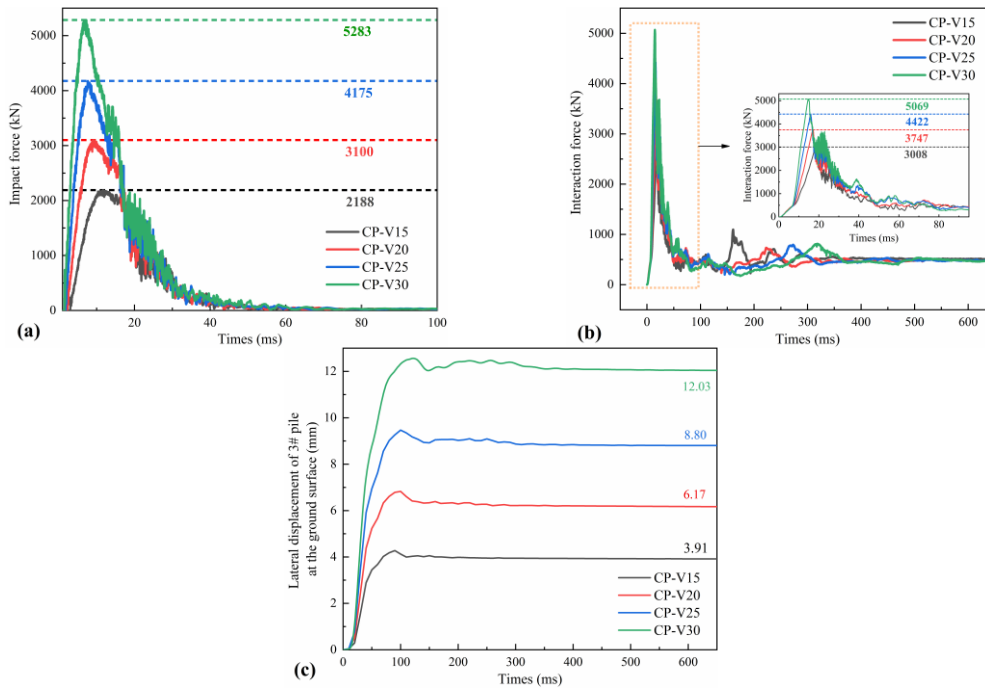 5283
4175
3100
2188
5000
4000
3000
2000
1000
0
Impact force (kN)
CP-V15
CP-V20
CP-V25
CP-V30
20 40 60 80 100
Times (ms)
(a)
CP-V15
CP-V20
CP-V25
CP-V30
5000
4000
3000
2000
1000
0
Interaction force (kN)
5000
4000
3000
2000
1000
0
Interaction force (kN)
5069
4422
3747
3008
0 20 40 60 80
Times (ms)
0 100 200 300 400 500 600
Times (ms)
(b)
12
10
8
6
4
2
0
Lateral displacement of 3# pile
at the ground surface (mm)
12.03
8.80
6.17
3.91
CP-V15
CP-V20
CP-V25
CP-V30
0 100 200 300 400 500 600
Times (ms)
(c)